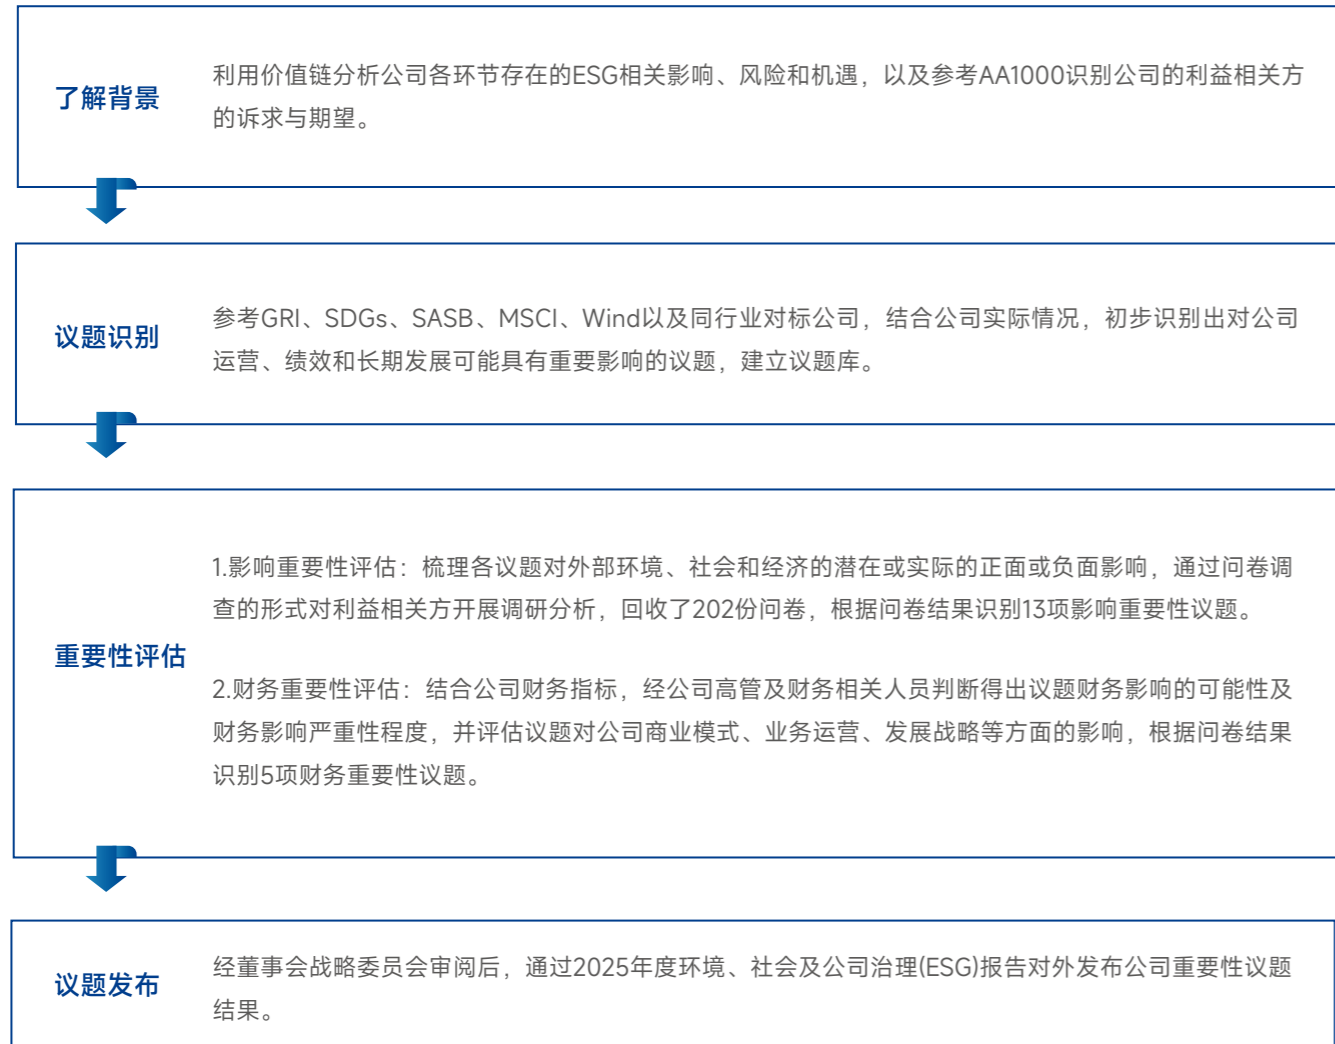 了解背景
利用价值链分析公司各环节存在的ESG相关影响、风险和机遇，以及参考AA1000识别公司的利益相关方
的诉求与期望。
议题识别
参考GRI、SDGs、SASB、MSCI、Wind以及同行业对标公司，结合公司实际情况，初步识别出对公司
运营、绩效和长期发展可能具有重要影响的议题，建立议题库。
重要性评估
1.影响重要性评估：梳理各议题对外部环境、社会和经济的潜在或实际的正面或负面影响，通过问卷调
查的形式对利益相关方开展调研分析，回收了202份问卷，根据问卷结果识别13项影响重要性议题。
2.财务重要性评估：结合公司财务指标，经公司高管及财务相关人员判断得出议题财务影响的可能性及
财务影响严重性程度，并评估议题对公司商业模式、业务运营、发展战略等方面的影响，根据问卷结果
识别5项财务重要性议题。
议题发布
经董事会战略委员会审阅后，通过2025年度环境、社会及公司治理(ESG)报告对外发布公司重要性议题
结果。